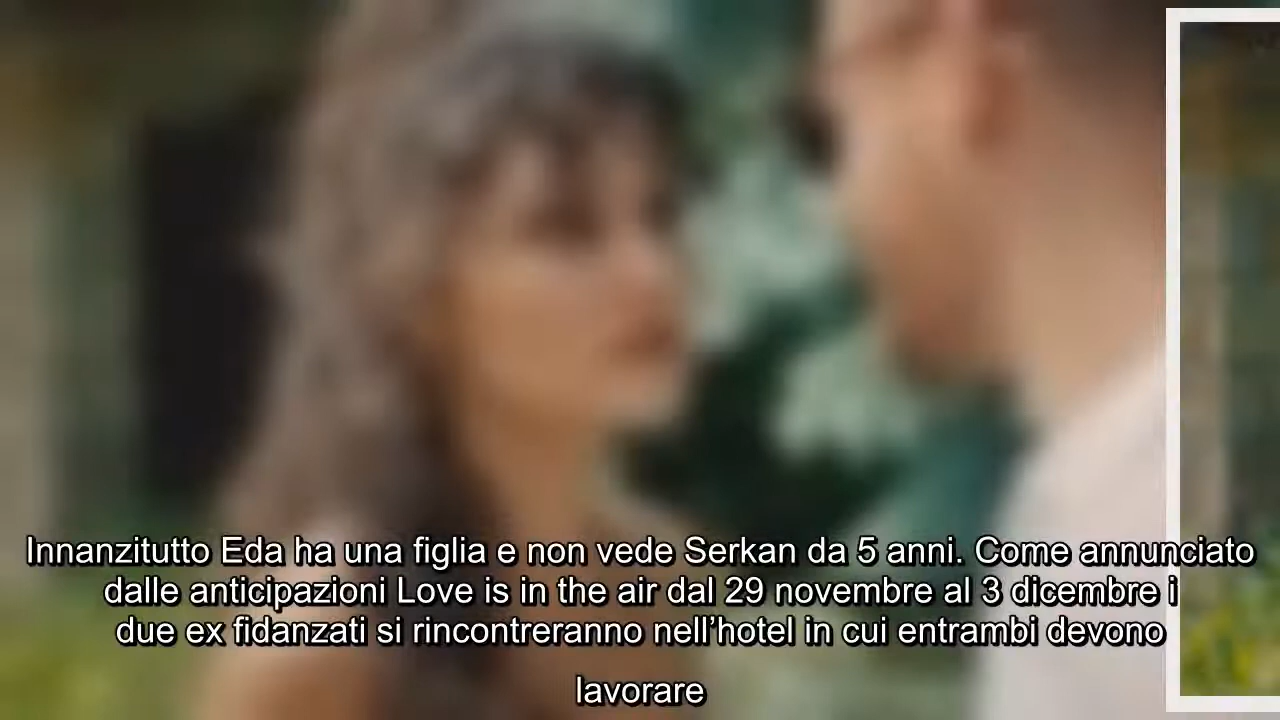 Innanzitutto Eda ha una figlia e non vede Serkan da 5 anni. Come annunciato
dalle anticipazioni Love is in the air dal 29 novembre al 3 dicembre i
due ex fidanzati si rincontreranno nell’hotel in cui entrambi devono
lavorare